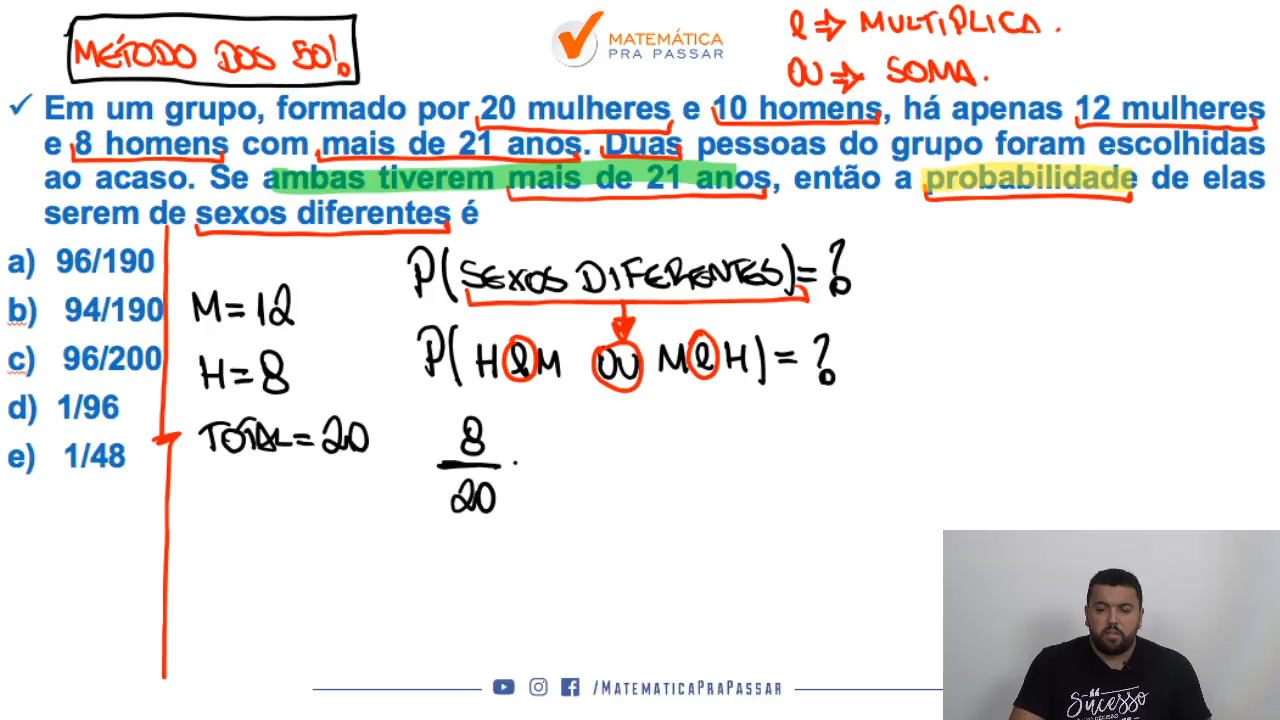 MÉTODO DOS 50!
MATEMÁTICA
PRA PASSAR
e ⇒ MULTIPLICA.
OU ⇒ SOMA.
✓ Em um grupo, formado por 20 mulheres e 10 homens, há apenas 12 mulheres
e 8 homens com mais de 21 anos. Duas pessoas do grupo foram escolhidas
ao acaso. Se ambas tiverem mais de 21 anos, então a probabilidade de elas
serem de sexos diferentes é
a) 96/190
b) 94/190
c) 96/200
d) 1/96
e) 1/48
M = 12
H = 8
TOTAL = 20
P(SEXOS DIFERENTES) = ?
P(H e M OU M e H) = ?
8
20 .
/MATEMATICAPRAPASSAR
Sucesso